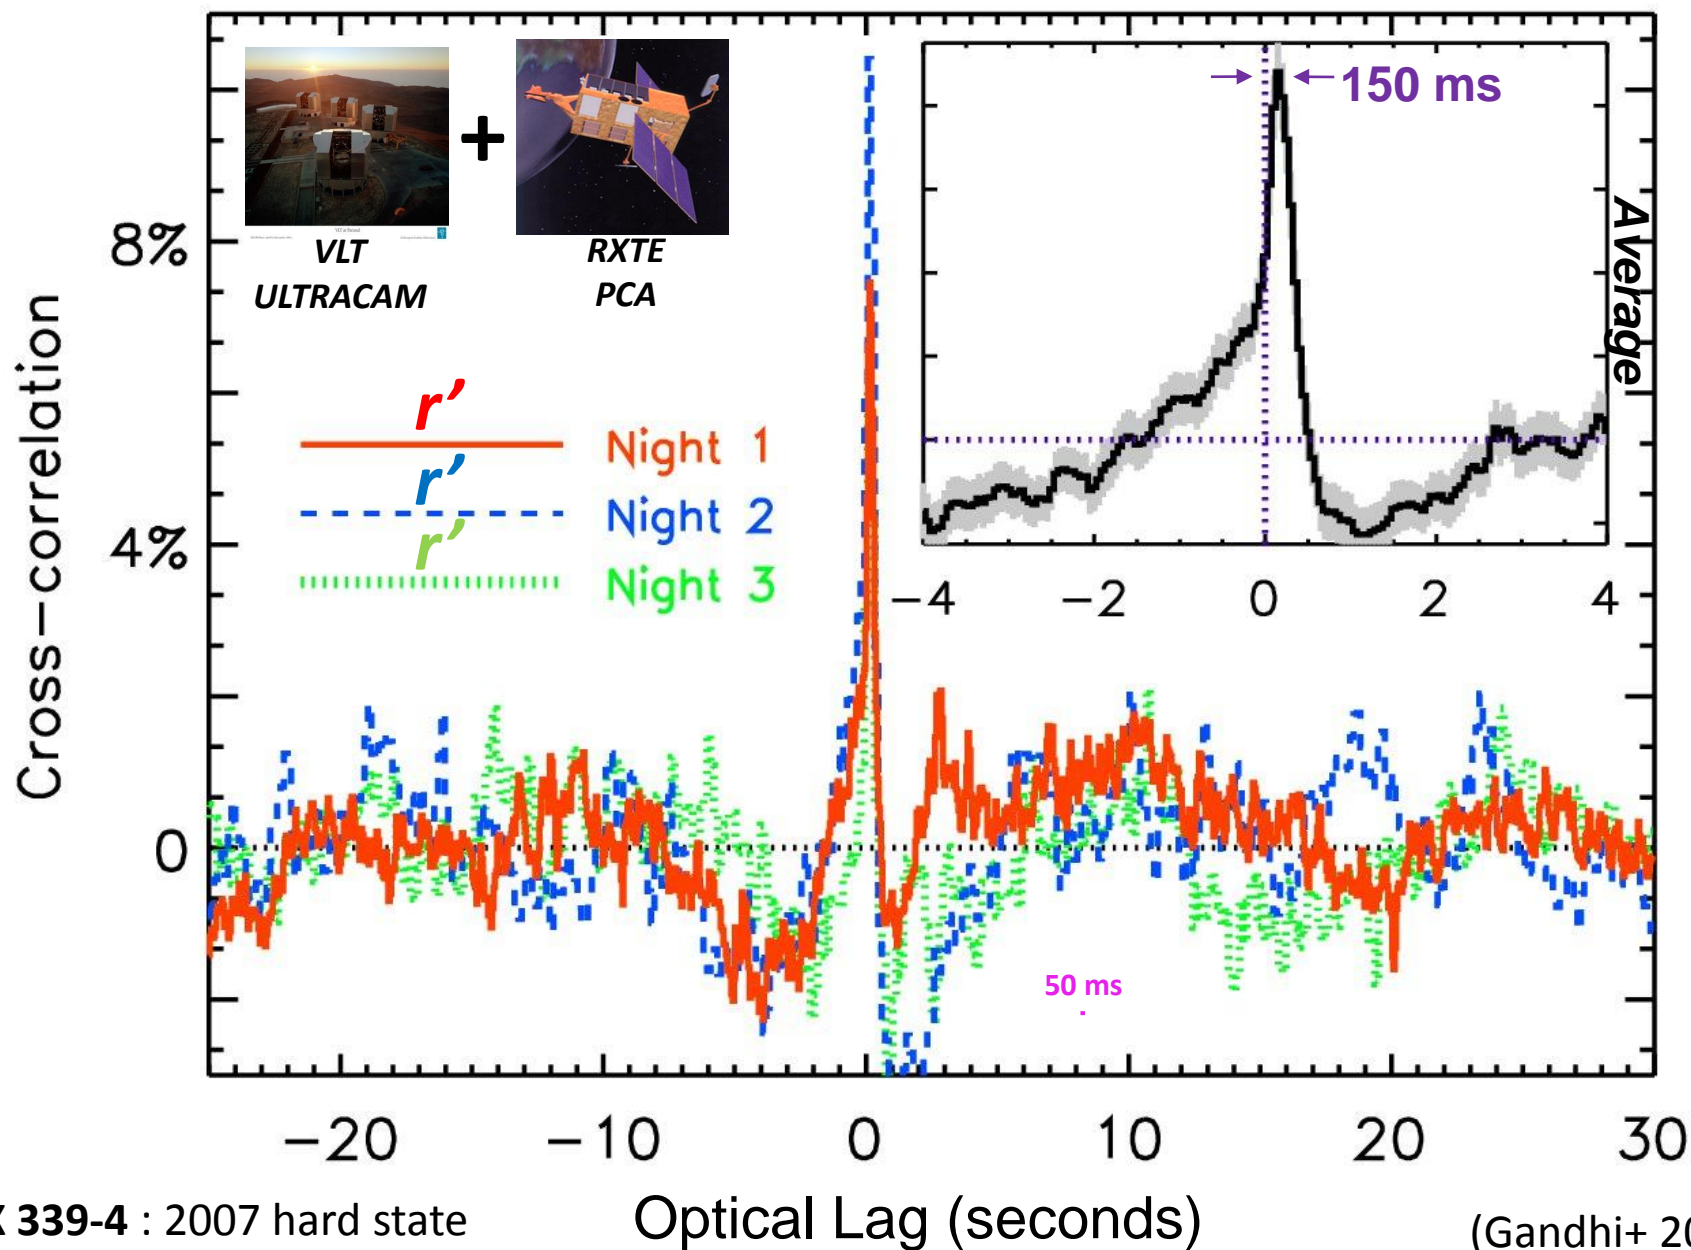 +
VLT
ULTRACAM
RXTE
PCA
150 ms
Average
8%
4%
0
Cross-correlation
r’
Night 1
r’
Night 2
r’
Night 3
-4 -2 0 2 4
50 ms
-20 -10 0 10 20 30
Optical Lag (seconds)
339-4 : 2007 hard state
(Gandhi+